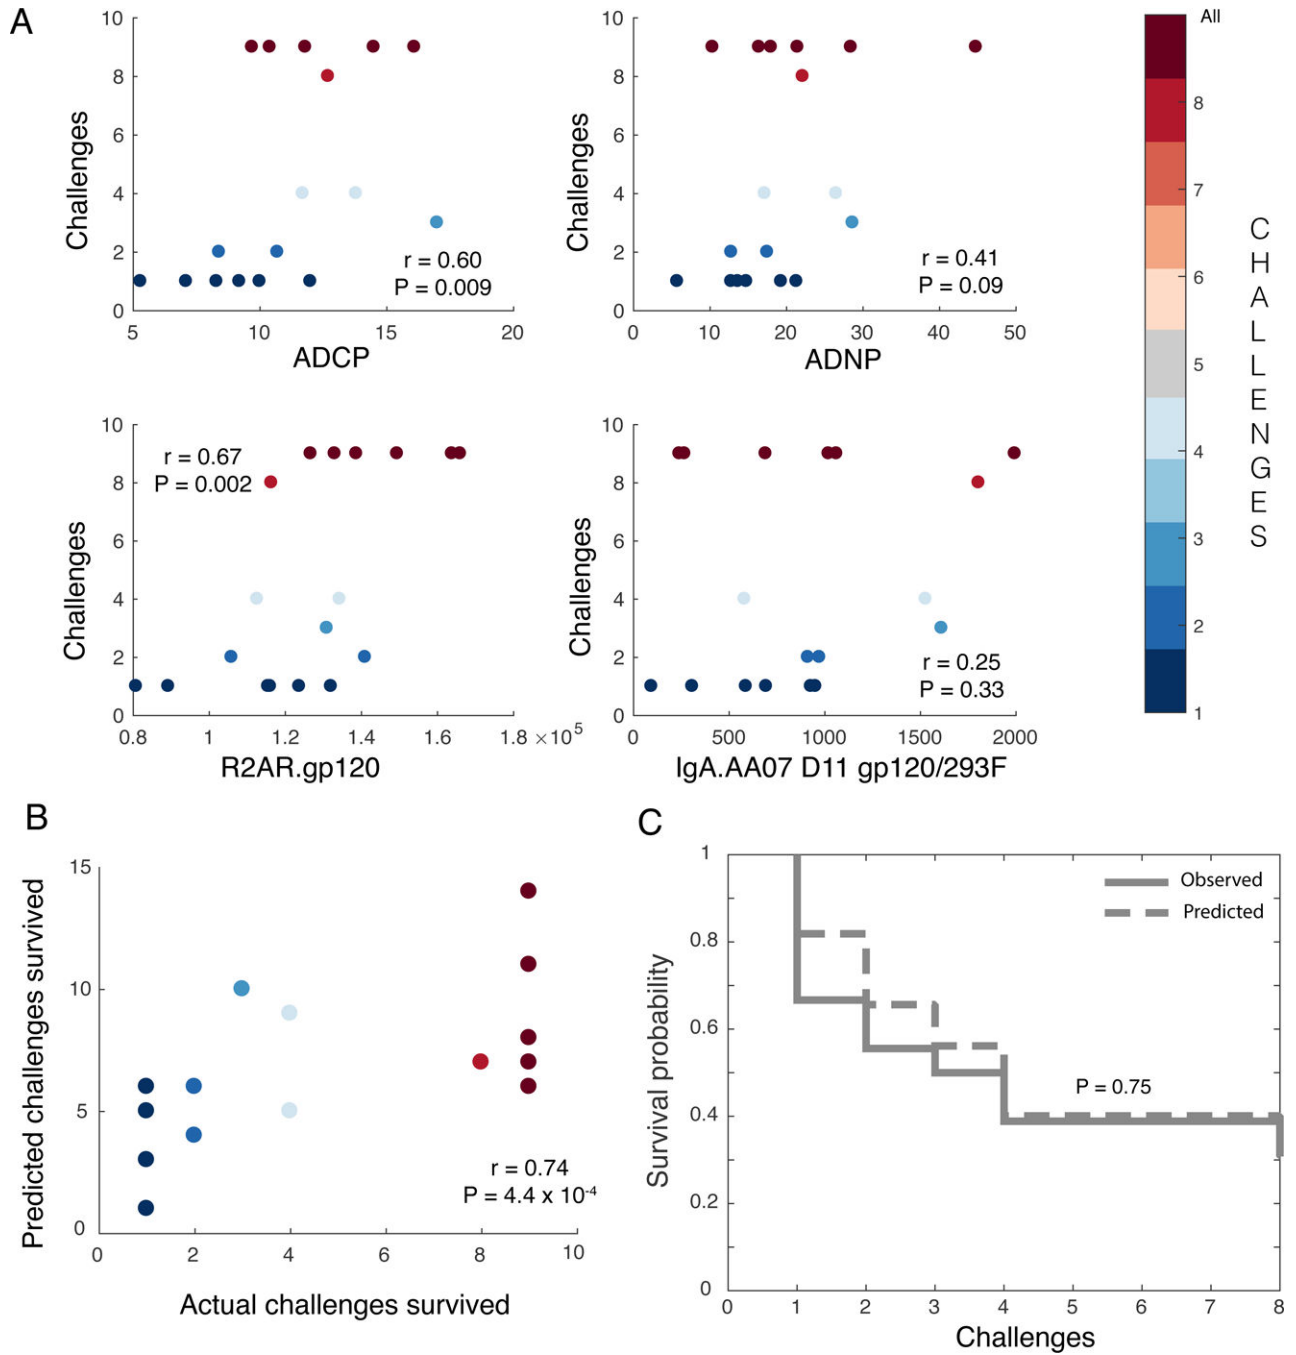 A
10
8
6
4
2
0
Challenges
r = 0.60
P = 0.009
5
10
15
20
ADCP
10
8
6
4
2
0
Challenges
r = 0.41
P = 0.09
0
10
20
30
40
50
ADNP
10
8
6
4
2
0
Challenges
r = 0.67
P = 0.002
0.8
1
1.2
1.4
1.6
1.8 ×10⁵
R2AR.gp120
10
8
6
4
2
0
Challenges
r = 0.25
P = 0.33
0
500
1000
1500
2000
IgA.AA07 D11 gp120/293F
All
8
7
6
5
4
3
2
1
CHALLENGES
B
15
10
5
0
Predicted challenges survived
r = 0.74
P = 4.4 x 10⁻⁴
0
2
4
6
8
10
Actual challenges survived
C
1
0.8
0.6
0.4
0.2
0
Survival probability
Observed
Predicted
P = 0.75
0
1
2
3
4
5
6
7
8
Challenges